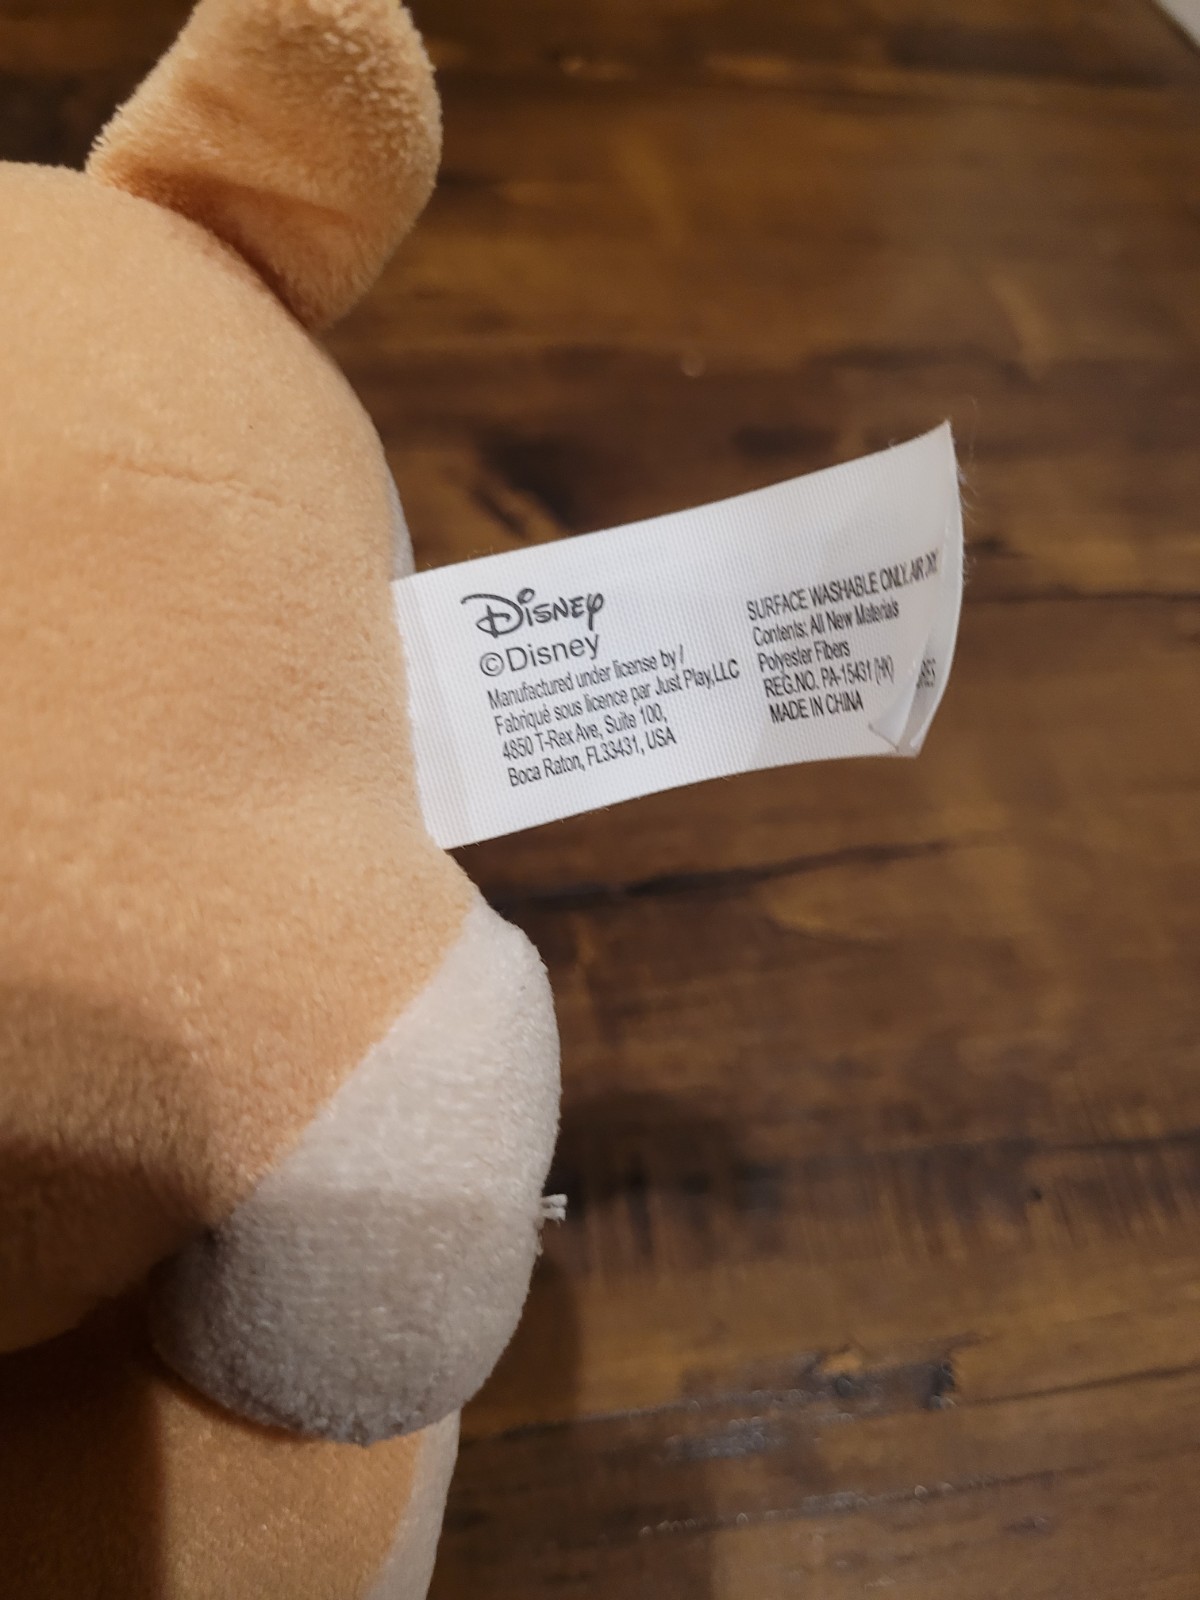 Disney
©Disney
Manufactured under license by /
Fabriqué sous licence par Just Play,LLC
4850 T-Rex Ave, Suite 100,
Boca Raton, FL33431, USA
SURFACE WASHABLE ONLY. AIR DRY.
Contents: All New Materials
Polyester Fibers
REG.NO. PA-15431 (HK)
MADE IN CHINA